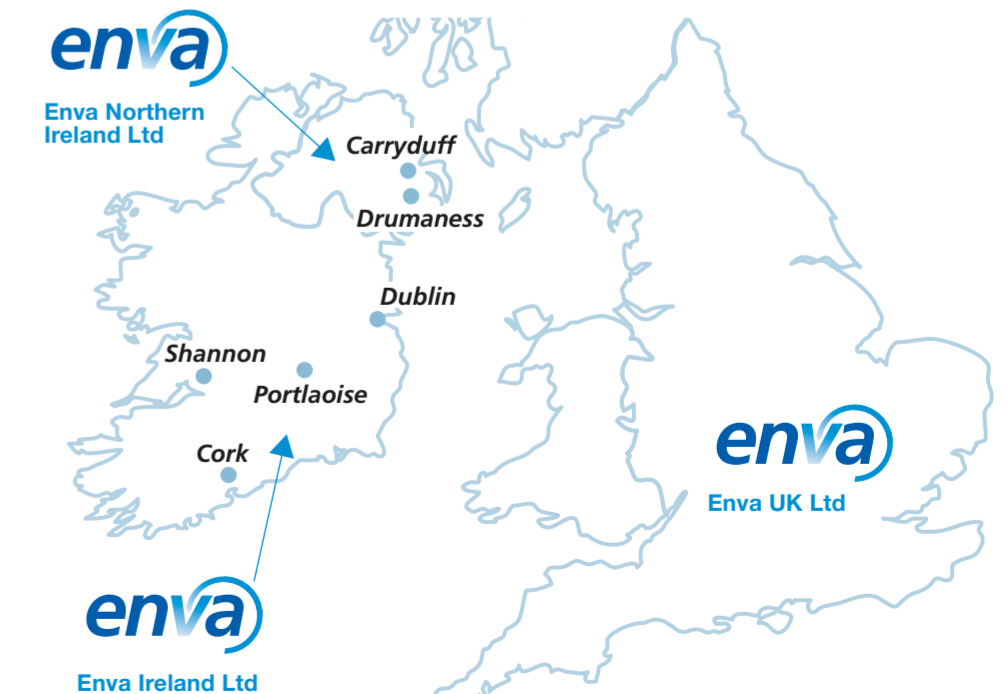 enva
Enva Northern
Ireland Ltd
Carryduff
Drumaness
Dublin
Shannon
Portlaoise
Cork
enva
Enva UK Ltd
enva
Enva Ireland Ltd